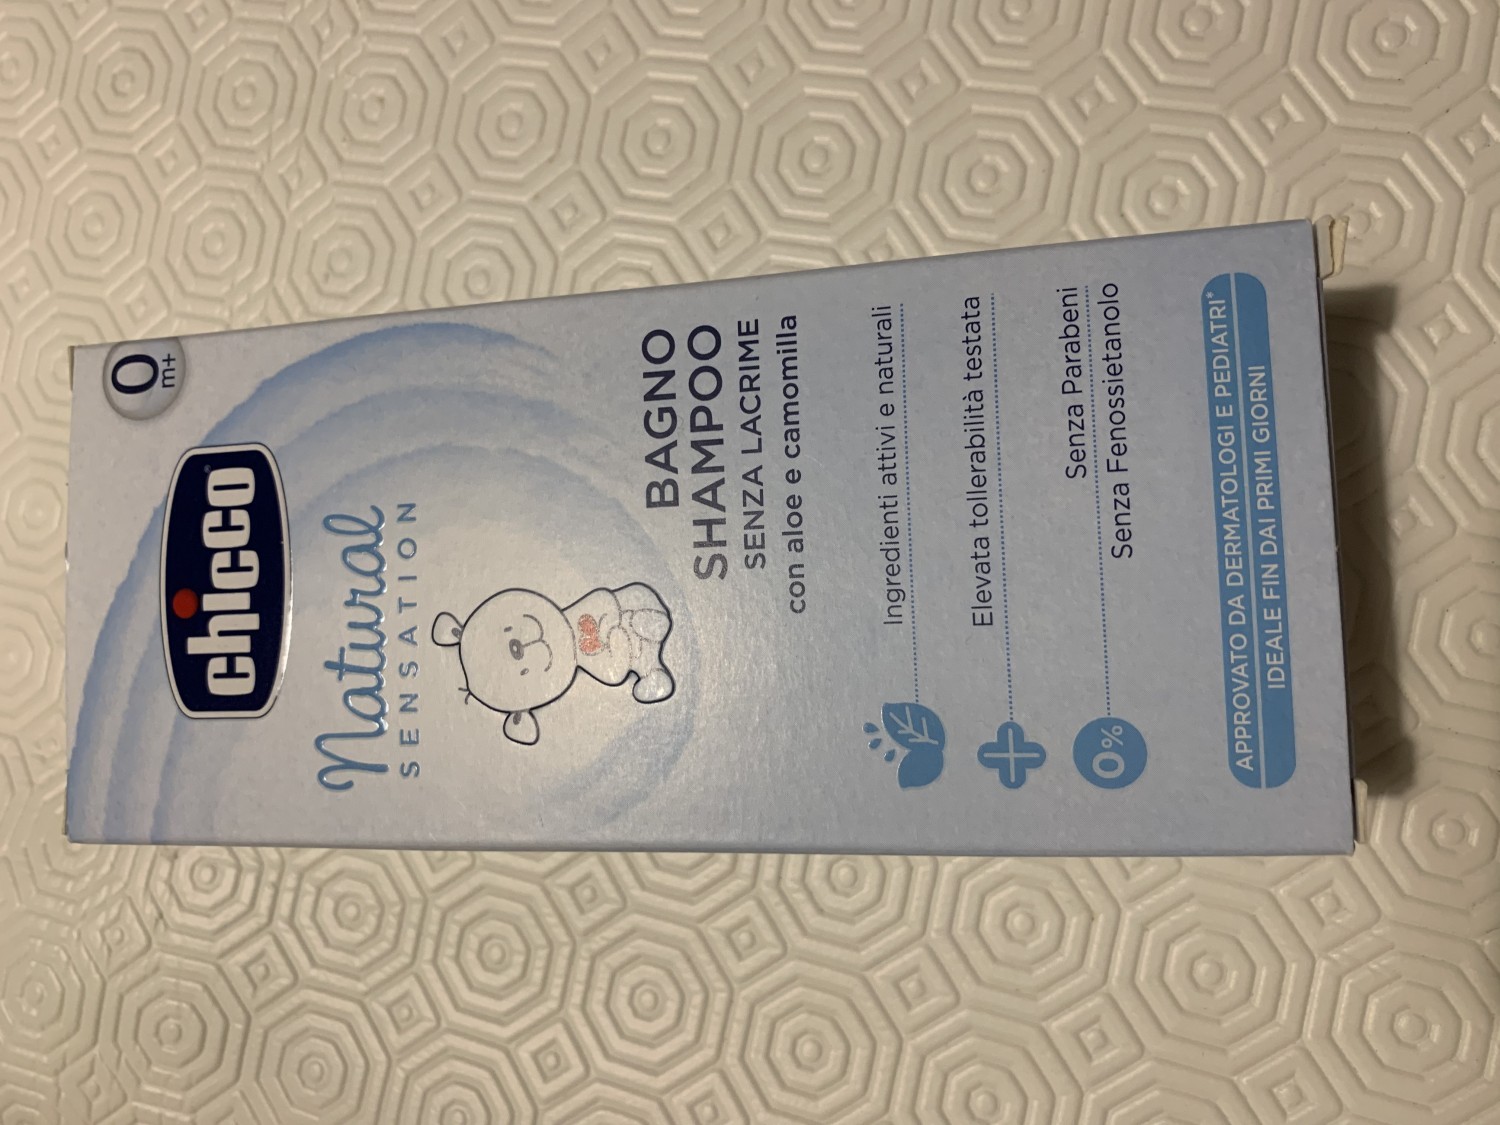 0
m+
chicco
Natural
SENSATION
BAGNO
SHAMPOO
SENZA LACRIME
con aloe e camomilla
Ingredienti attivi e naturali
Elevata tollerabilità testata
0%
Senza Parabeni
Senza Fenossietanolo
APPROVATO DA DERMATOLOGI E PEDIATRI*
IDEALE FIN DAI PRIMI GIORNI